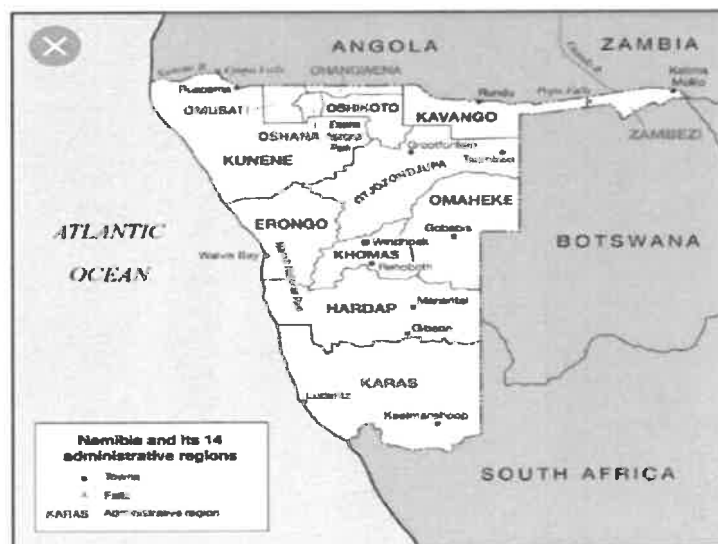 ANGOLA
ZAMBIA
OHANGWENA
Ruacana
Rundu
Popa Falls
Katima
Mulilo
OMUSATI
OSHIKOTO
KAVANGO
OSHANA
Etosha
National
Park
ZAMBEZI
Grootfontein
KUNENE
OTJOZONDJUPA
OMAHEKE
ERONGO
Gobabis
ATLANTIC
OCEAN
BOTSWANA
Windhoek
Walvis Bay
KHOMAS
Rehoboth
HARDAP
Mariental
Gibeon
KARAS
Luderitz
Keetmanshoop
Namibia and its 14
administrative regions
Towns
Falls
KARAS Administrative region
SOUTH AFRICA